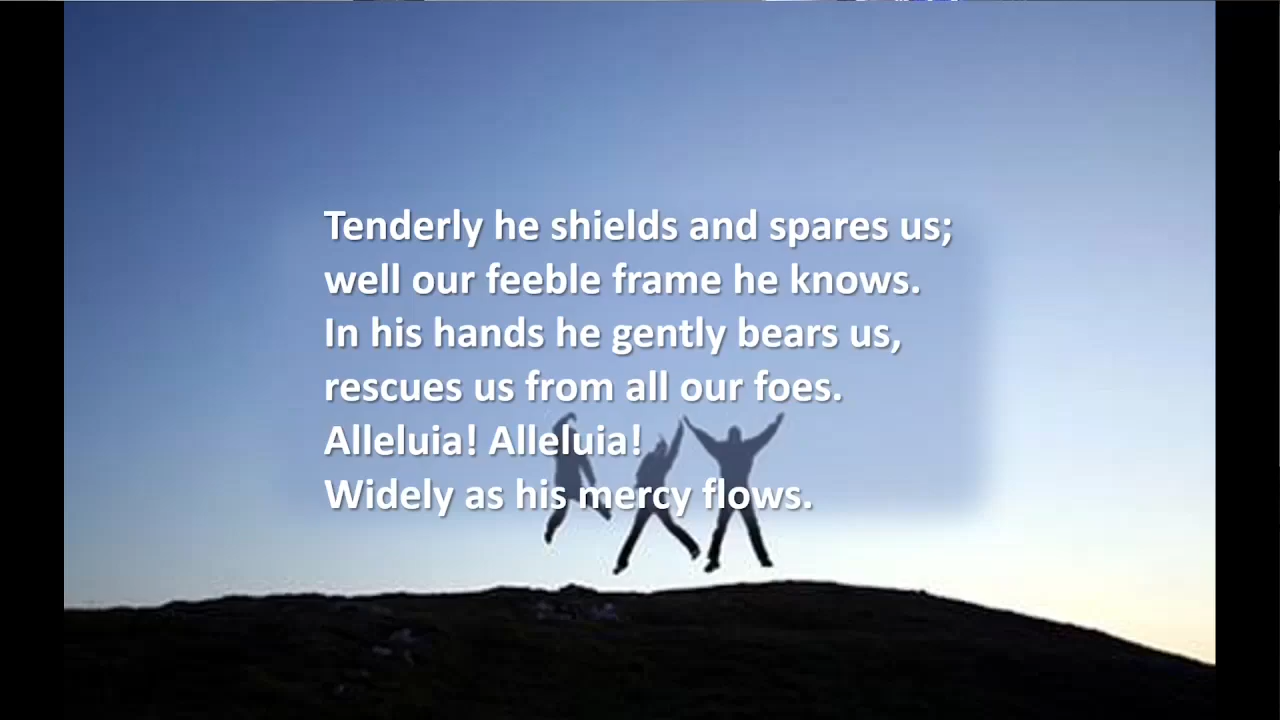 Tenderly he shields and spares us;
well our feeble frame he knows.
In his hands he gently bears us,
rescues us from all our foes.
Alleluia! Alleluia!
Widely as his mercy flows.